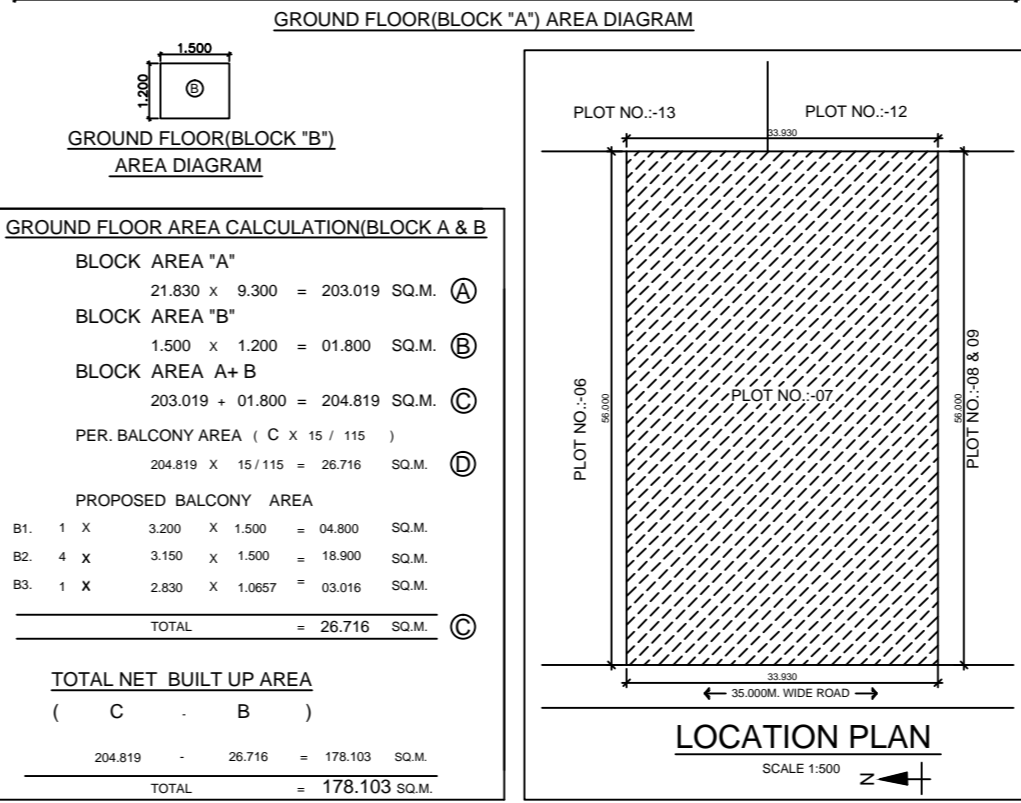 GROUND FLOOR(BLOCK "A") AREA DIAGRAM
1.500
1.200
B
GROUND FLOOR(BLOCK "B")
AREA DIAGRAM
GROUND FLOOR AREA CALCULATION(BLOCK A & B
BLOCK AREA "A"
21.830 X 9.300 = 203.019 SQ.M. A
BLOCK AREA "B"
1.500 X 1.200 = 01.800 SQ.M. B
BLOCK AREA A+ B
203.019 + 01.800 = 204.819 SQ.M. C
PER. BALCONY AREA ( C X 15 / 115 )
204.819 X 15/115 = 26.716 SQ.M. D
PROPOSED BALCONY AREA
B1. 1 X 3.200 X 1.500 = 04.800 SQ.M.
B2. 4 X 3.150 X 1.500 = 18.900 SQ.M.
B3. 1 X 2.830 X 1.0657 = 03.016 SQ.M.
TOTAL = 26.716 SQ.M. C
TOTAL NET BUILT UP AREA
( C - B )
204.819 - 26.716 = 178.103 SQ.M.
TOTAL = 178.103 SQ.M.
PLOT NO.:-13
PLOT NO.:-12
33.930
PLOT NO.:-06
56.000
PLOT NO.:-07
56.000
PLOT NO.:-08 & 09
33.930
35.000M. WIDE ROAD
LOCATION PLAN
SCALE 1:500
N